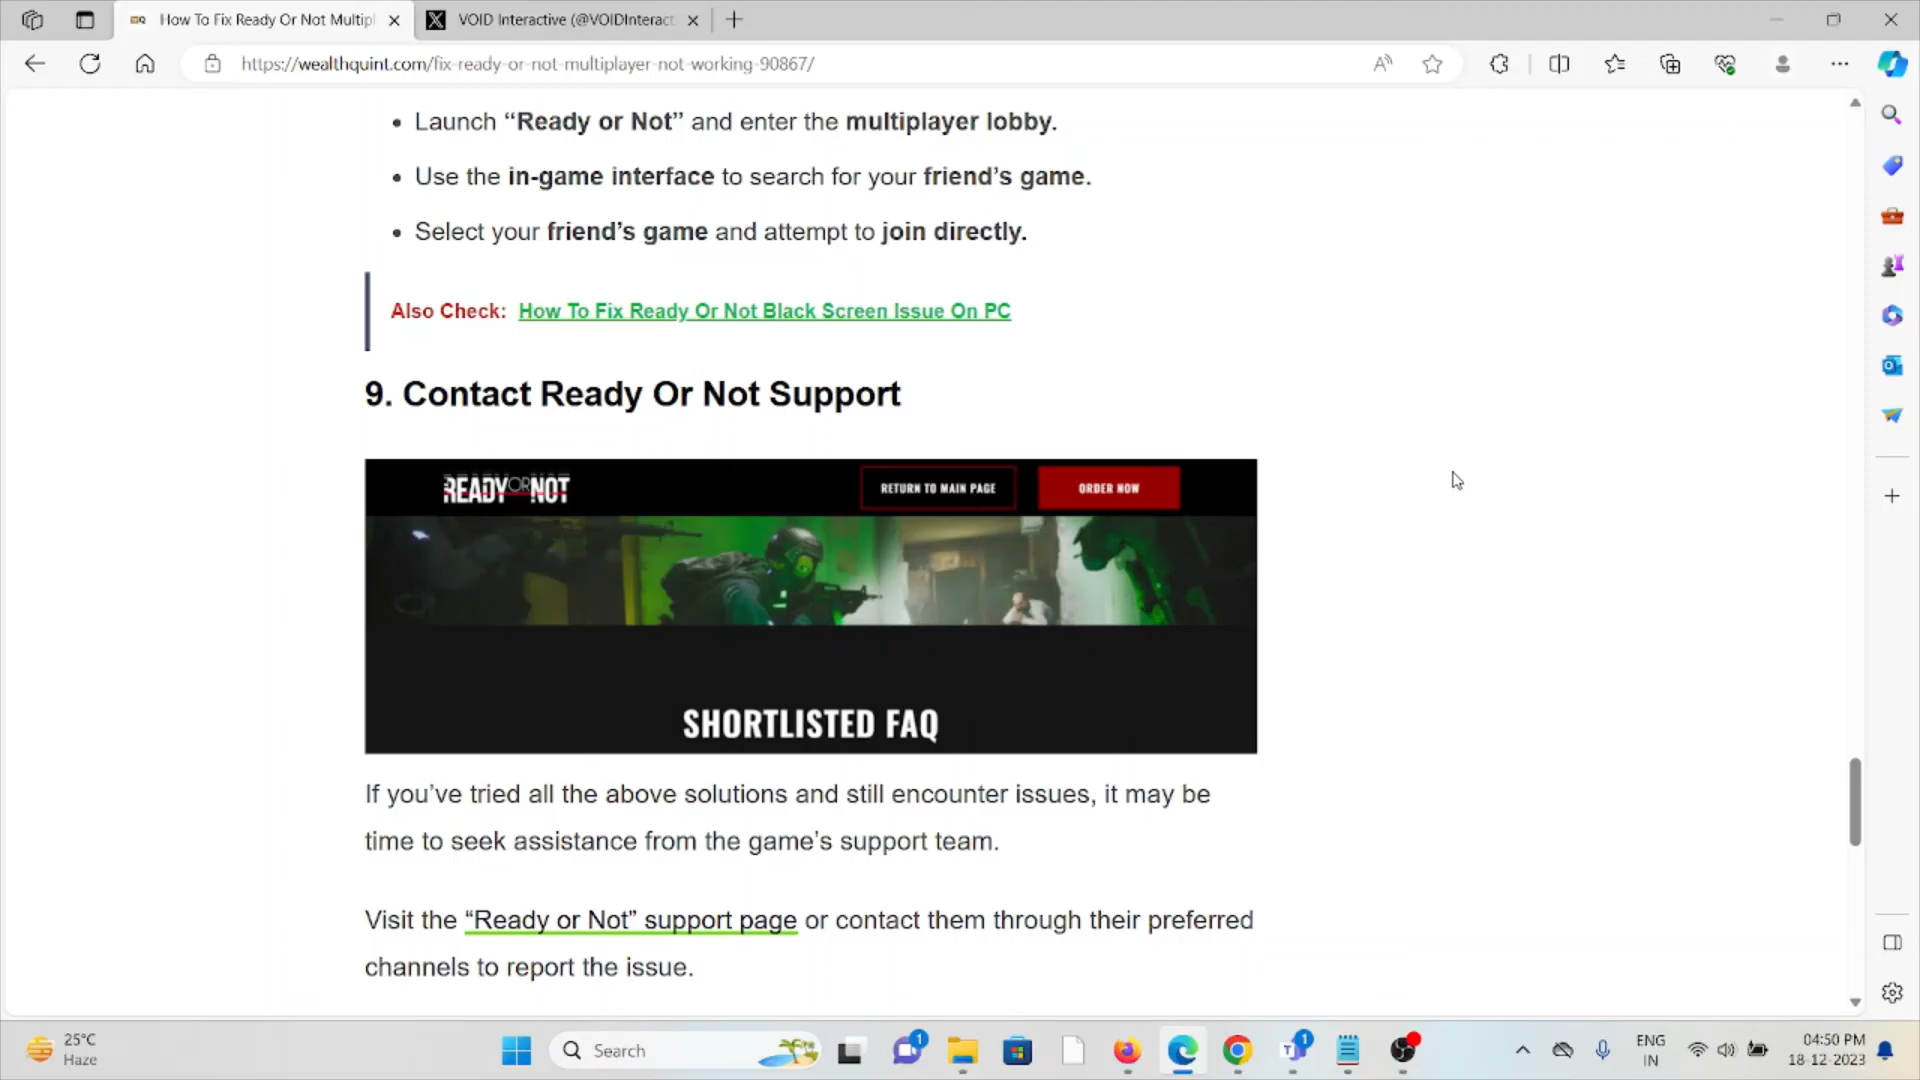 How To Fix Ready Or Not Multipl
VOID Interactive (@VOIDInteract
https://wealthquint.com/fix-ready-or-not-multiplayer-not-working-90867/
• Launch “Ready or Not” and enter the multiplayer lobby.
• Use the in-game interface to search for your friend’s game.
• Select your friend’s game and attempt to join directly.
Also Check: How To Fix Ready Or Not Black Screen Issue On PC
9. Contact Ready Or Not Support
READY OR NOT
RETURN TO MAIN PAGE
ORDER NOW
SHORTLISTED FAQ
If you’ve tried all the above solutions and still encounter issues, it may be
time to seek assistance from the game’s support team.
Visit the “Ready or Not” support page or contact them through their preferred
channels to report the issue.
25°C
Haze
Search
1
1
ENG
IN
04:50 PM
18-12-2023